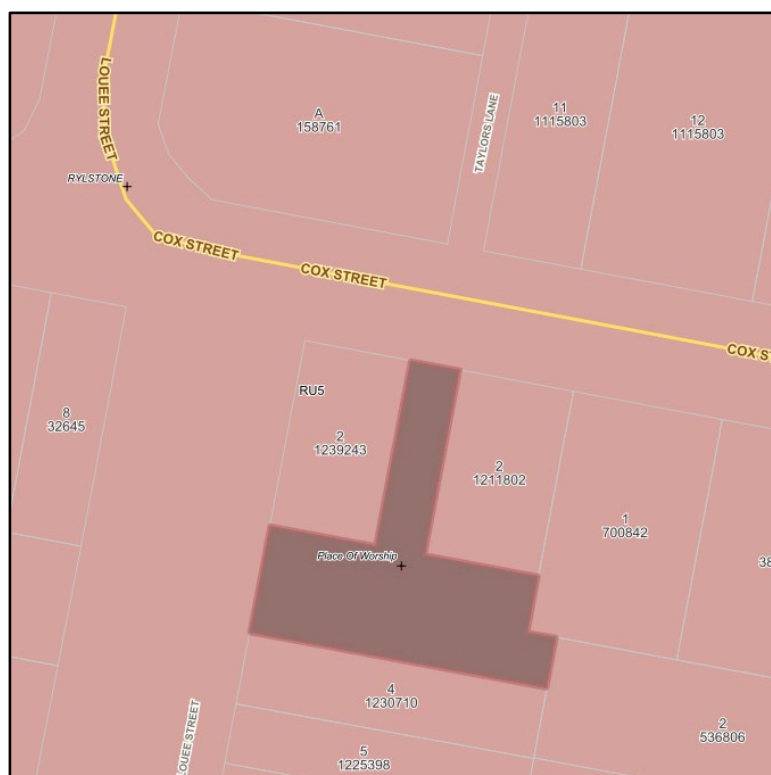 LOUEE STREET
A
158761
TAYLORS LANE
11
1115803
12
1115803
RYLSTONE
COX STREET
COX STREET
COX ST
RU5
8
32645
2
1239243
2
1211802
1
700842
38
Place Of Worship
4
1230710
2
536806
LOUEE STREET
5
1225398